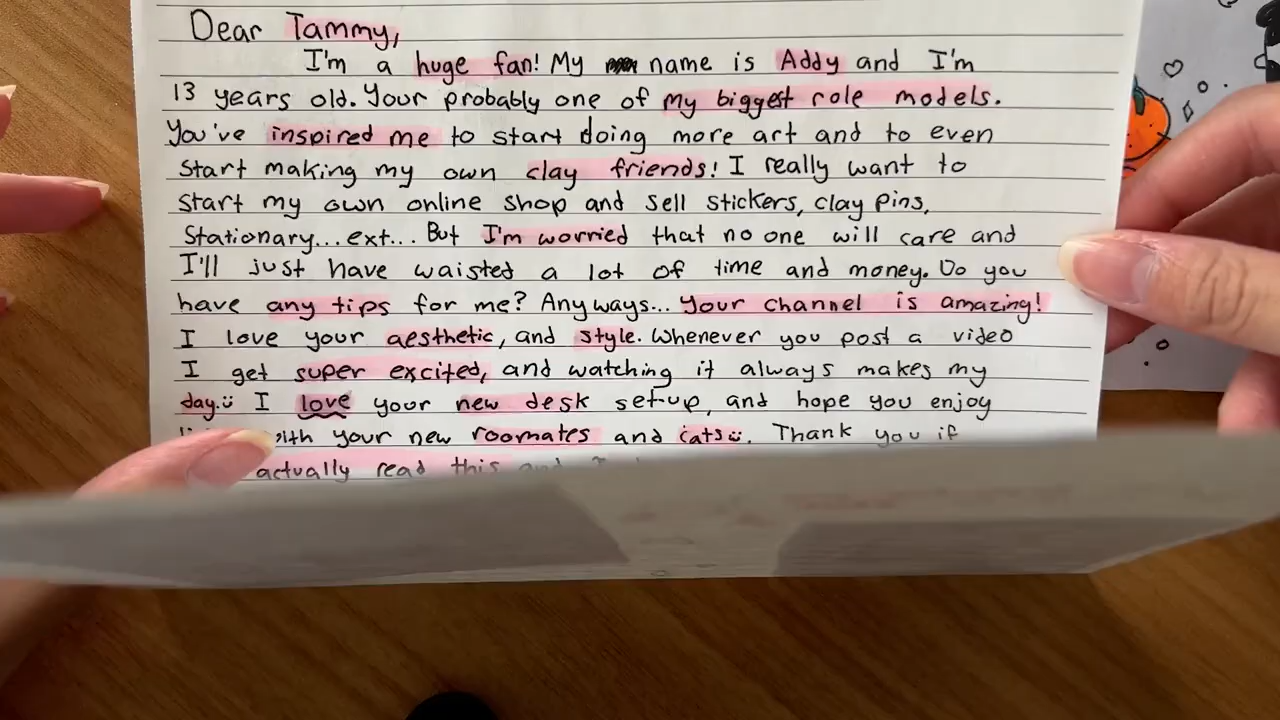 Dear Tammy,
I'm a huge fan! My name is Addy and I'm
13 years old. Your probably one of my biggest role models.
You've inspired me to start doing more art and to even
start making my own clay friends! I really want to
start my own online shop and sell stickers, clay pins,
Stationary... ext... But I'm worried that no one will care and
I'll just have waisted a lot of time and money. Do you
have any tips for me? Anyways... Your channel is amazing!
I love your aesthetic, and style. Whenever you post a video
I get super excited, and watching it always makes my
day.☺ I love your new desk set-up, and hope you enjoy
with your new roomates and cats☺. Thank you if
actually read this and I